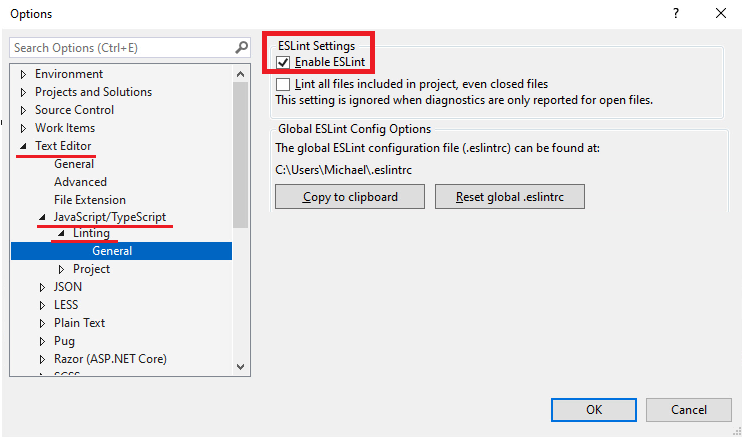 Options
?
Search Options (Ctrl+E)
Environment
Projects and Solutions
Source Control
Work Items
Text Editor
General
Advanced
File Extension
JavaScript/TypeScript
Linting
General
Project
JSON
LESS
Plain Text
Pug
Razor (ASP.NET Core)
SCSS
ESLint Settings
Enable ESLint
Lint all files included in project, even closed files
This setting is ignored when diagnostics are only reported for open files.
Global ESLint Config Options
The global ESLint configuration file (.eslintrc) can be found at:
C:\Users\Michael\.eslintrc
Copy to clipboard
Reset global .eslintrc
OK
Cancel